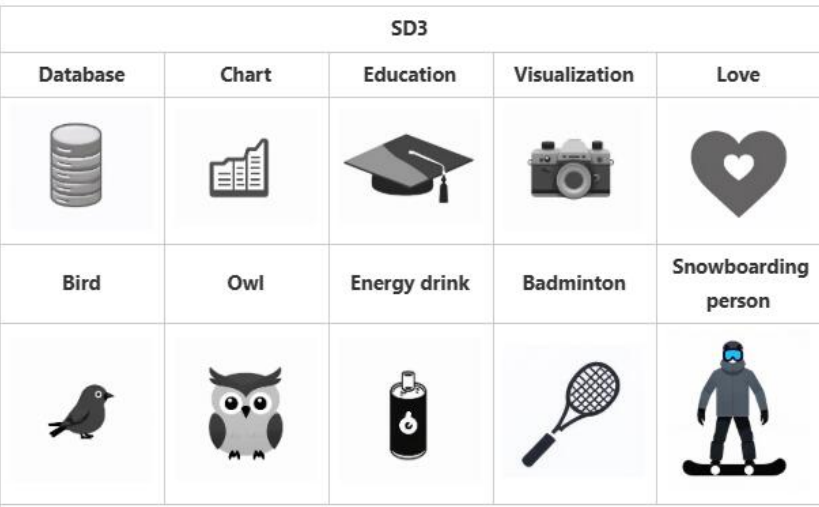 SD3
Database
Chart
Education
Visualization
Love
Bird
Owl
Energy drink
Badminton
Snowboarding
person